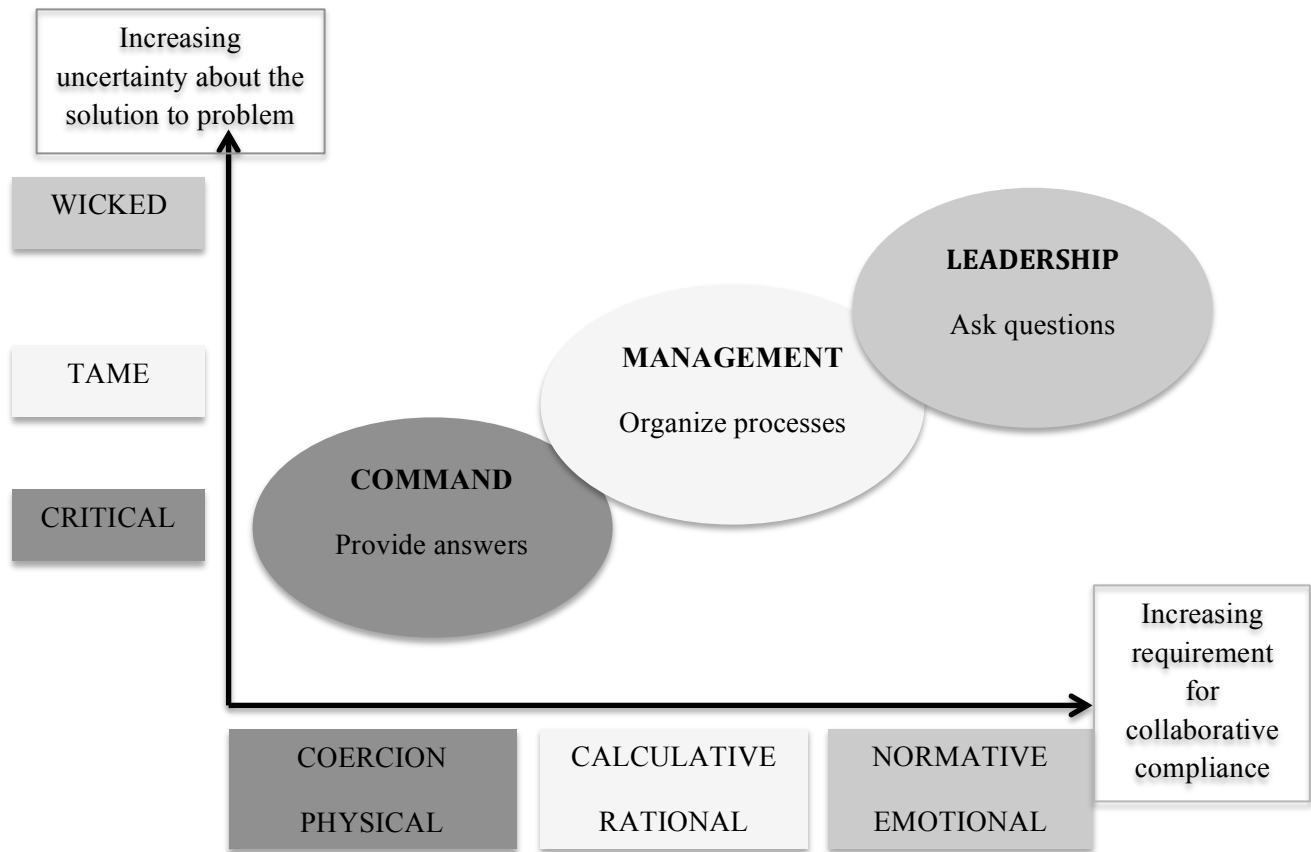 Increasing
uncertainty about the
solution to problem
WICKED
LEADERSHIP
Ask questions
TAME
MANAGEMENT
Organize processes
CRITICAL
COMMAND
Provide answers
Increasing
requirement
for
collaborative
compliance
COERCION
PHYSICAL
CALCULATIVE
RATIONAL
NORMATIVE
EMOTIONAL